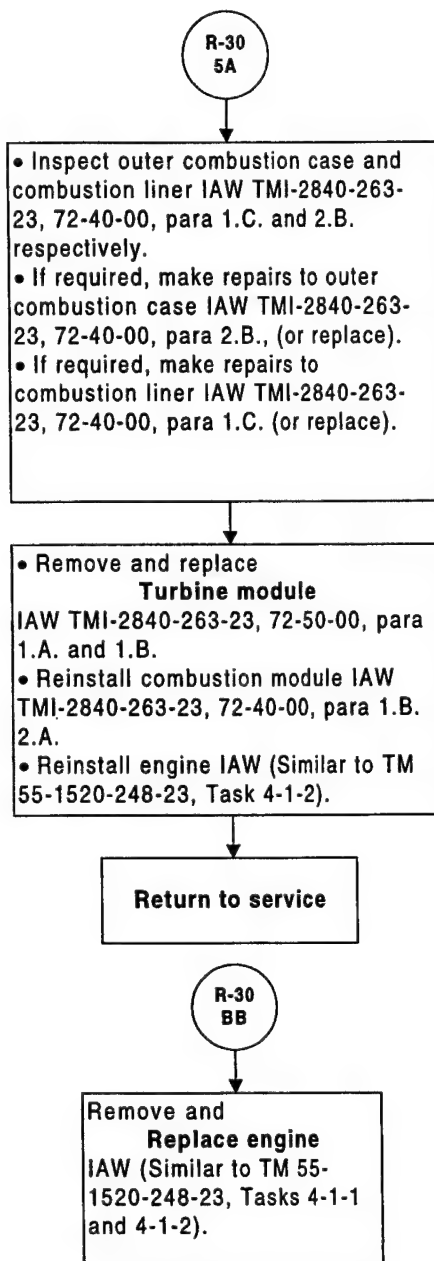 R-30
5A
• Inspect outer combustion case and
combustion liner IAW TMI-2840-263-
23, 72-40-00, para 1.C. and 2.B.
respectively.
• If required, make repairs to outer
combustion case IAW TMI-2840-263-
23, 72-40-00, para 2.B., (or replace).
• If required, make repairs to
combustion liner IAW TMI-2840-263-
23, 72-40-00, para 1.C. (or replace).
• Remove and replace
Turbine module
IAW TMI-2840-263-23, 72-50-00, para
1.A. and 1.B.
• Reinstall combustion module IAW
TMI-2840-263-23, 72-40-00, para 1.B.
2.A.
• Reinstall engine IAW (Similar to TM
55-1520-248-23, Task 4-1-2).
Return to service
R-30
BB
Remove and
Replace engine
IAW (Similar to TM 55-
1520-248-23, Tasks 4-1-1
and 4-1-2).